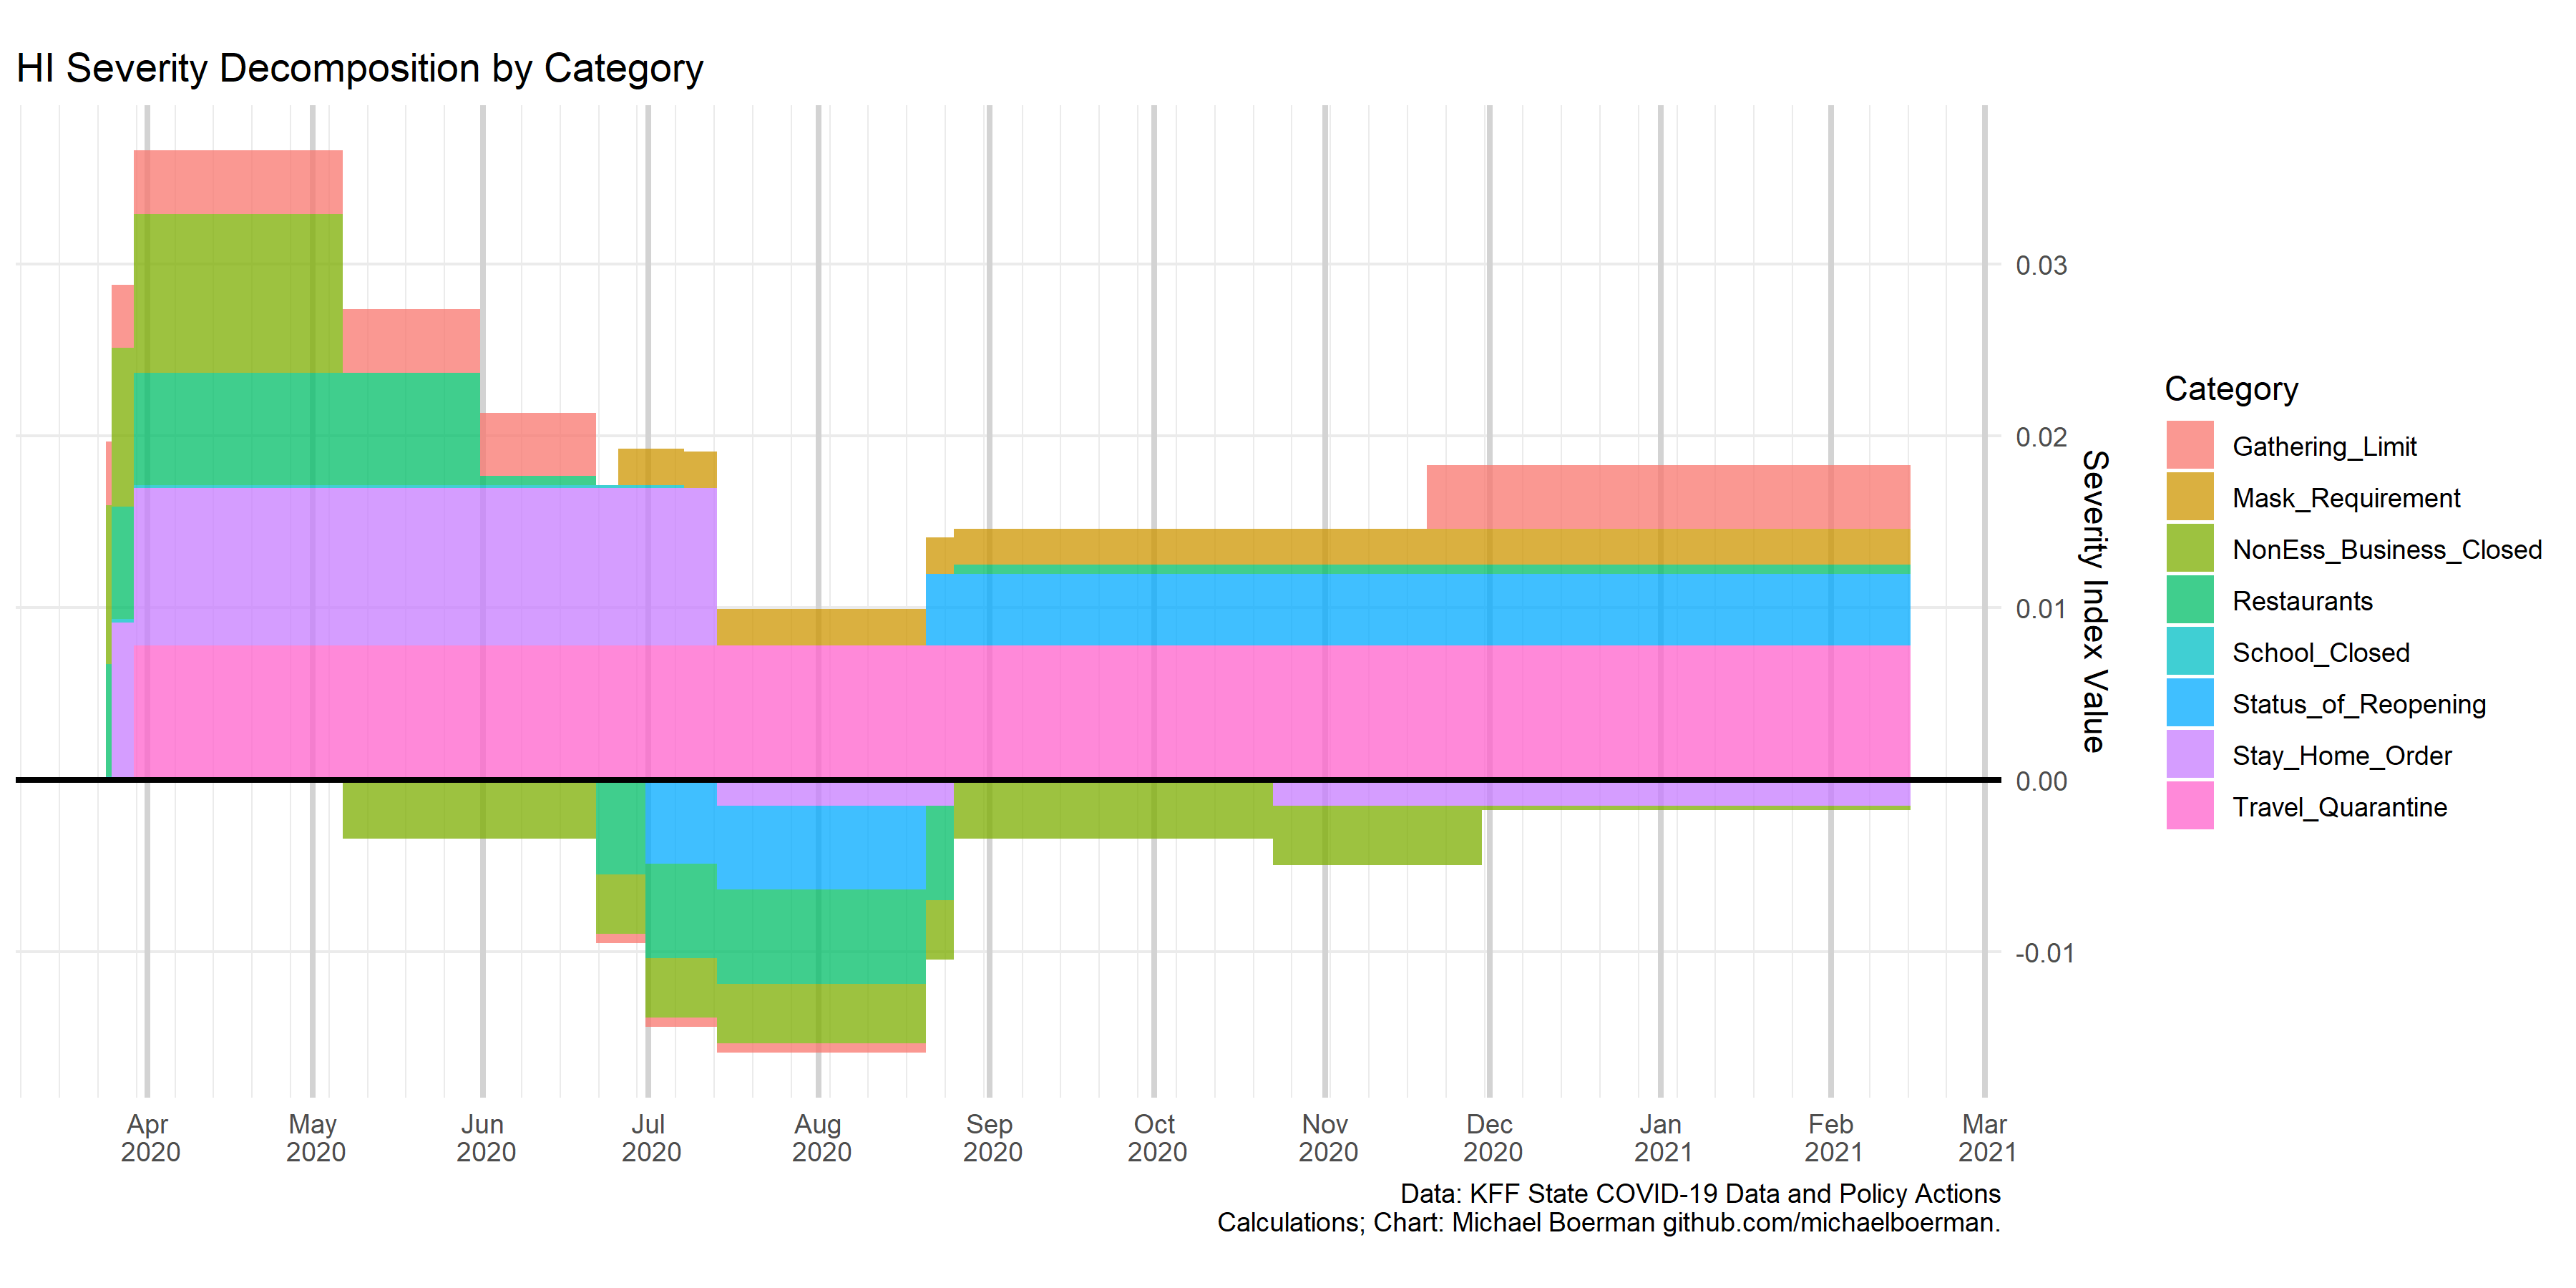 HI Severity Decomposition by Category
0.03
0.02
0.01
0.00
-0.01
Severity Index Value
Category
Gathering_Limit
Mask_Requirement
NonEss_Business_Closed
Restaurants
School_Closed
Status_of_Reopening
Stay_Home_Order
Travel_Quarantine
Apr May Jun Jul Aug Sep Oct Nov Dec Jan Feb Mar
2020 2020 2020 2020 2020 2020 2020 2020 2020 2021 2021 2021
Data: KFF State COVID-19 Data and Policy Actions
Calculations; Chart: Michael Boerman github.com/michaelboerman.